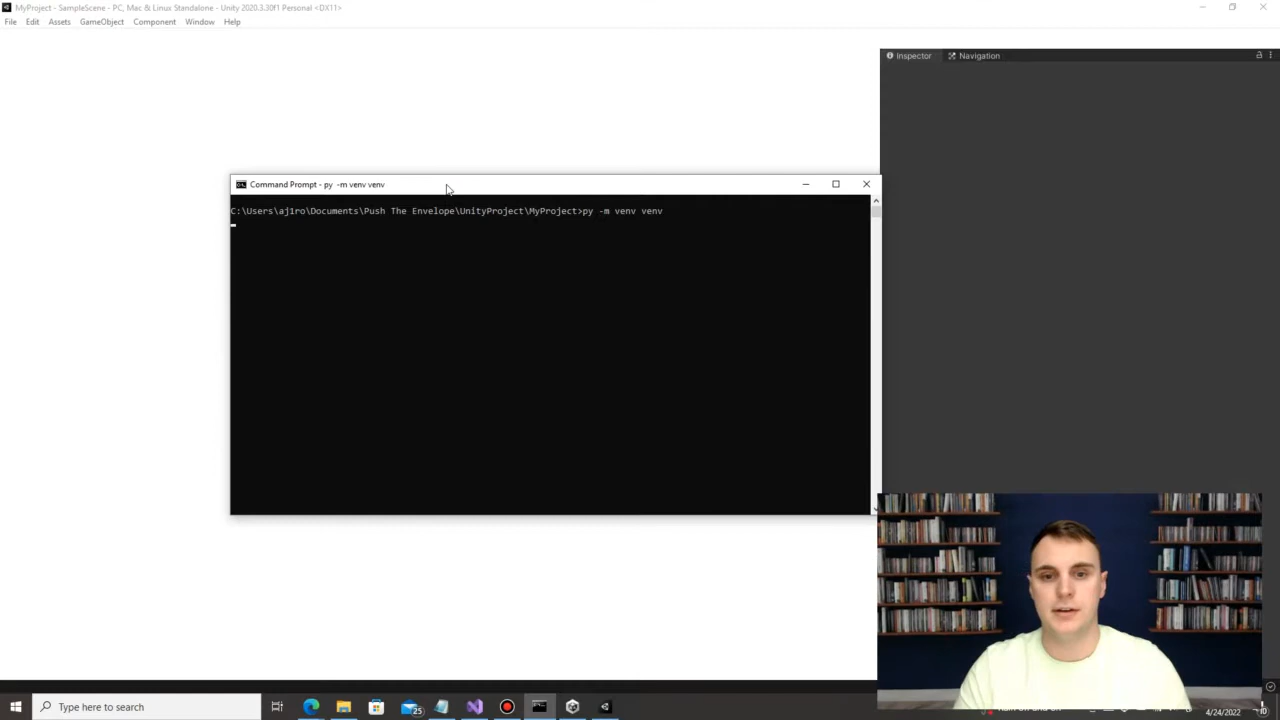 MyProject - SampleScene - PC, Mac & Linux Standalone - Unity 2020.3.30f1 Personal <DX11>
File Edit Assets GameObject Component Window Help
Inspector Navigation
Command Prompt - py -m venv venv
C:\Users\aj1ro\Documents\Push The Envelope\UnityProject\MyProject>py -m venv venv
Type here to search
25
4/24/2022